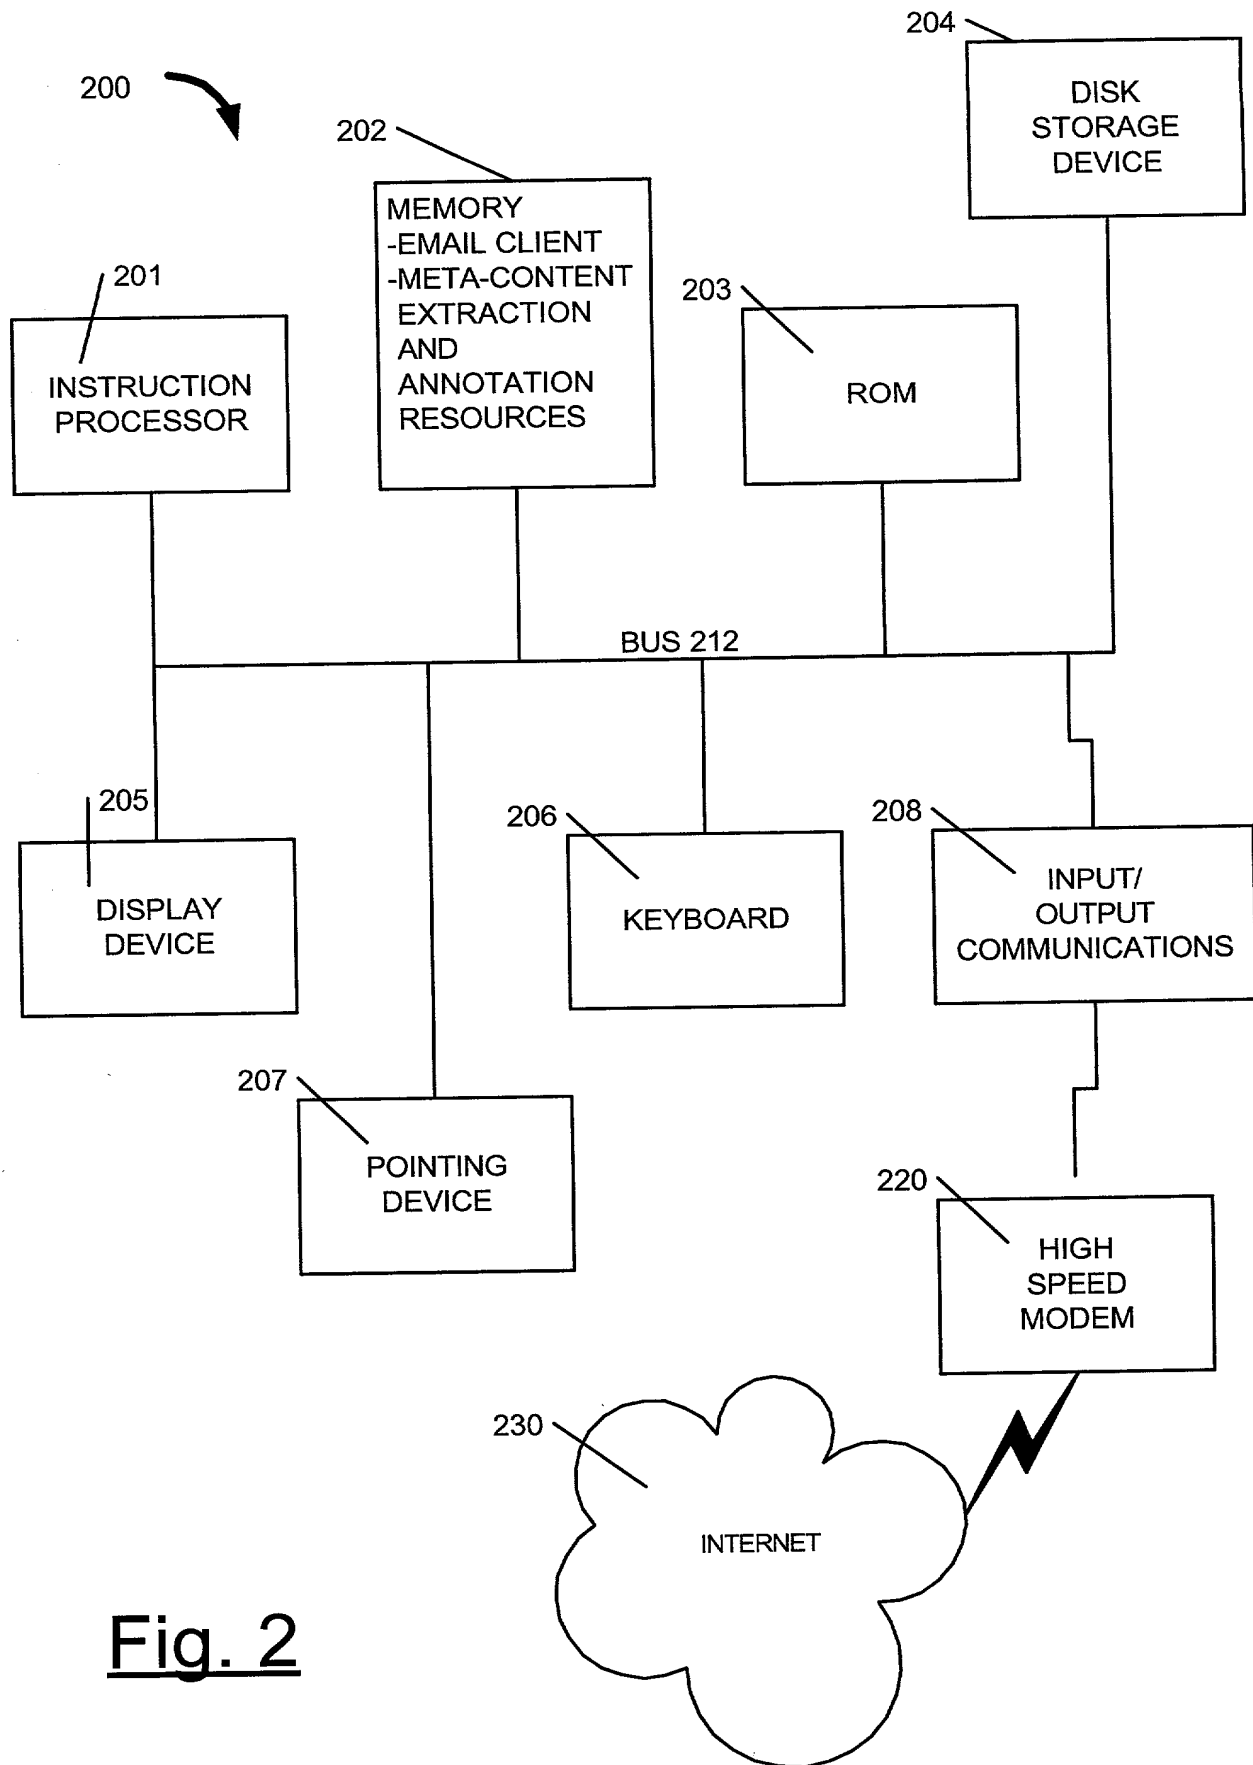 204
DISK
STORAGE
DEVICE
200
202
MEMORY
-EMAIL CLIENT
-META-CONTENT
EXTRACTION
AND
ANNOTATION
RESOURCES
201
INSTRUCTION
PROCESSOR
203
ROM
BUS 212
205
DISPLAY
DEVICE
206
KEYBOARD
208
INPUT/
OUTPUT
COMMUNICATIONS
207
POINTING
DEVICE
220
HIGH
SPEED
MODEM
230
INTERNET
Fig. 2